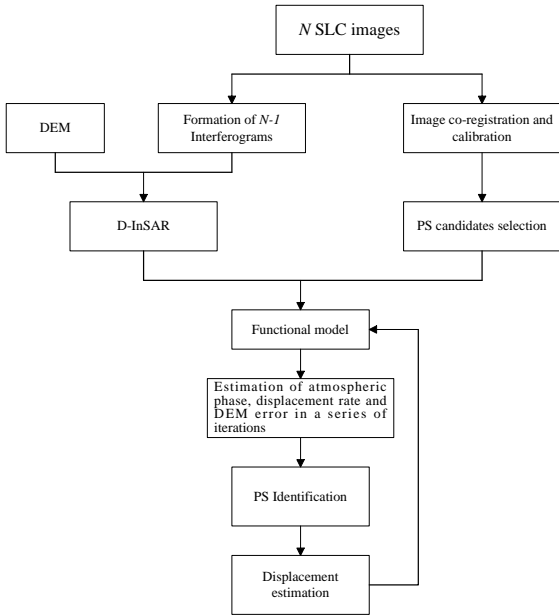 N SLC images
DEM
Formation of N-1
Interferograms
Image co-registration and
calibration
D-InSAR
PS candidates selection
Functional model
Estimation of atmospheric
phase, displacement rate and
DEM error in a series of
iterations
PS Identification
Displacement
estimation